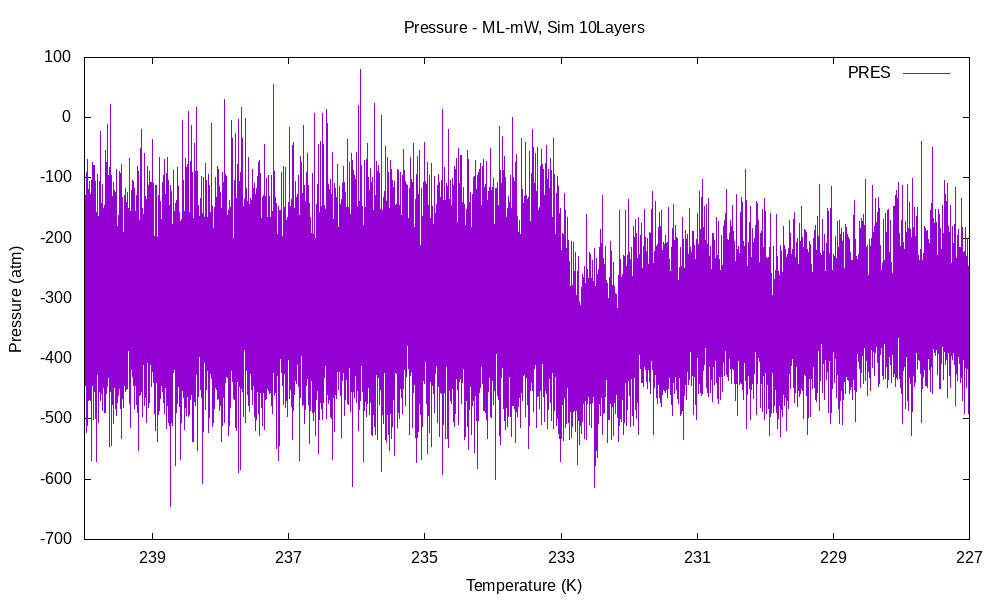 Pressure - ML-mW, Sim 10Layers
PRES
100
0
-100
-200
-300
-400
-500
-600
-700
Pressure (atm)
239 237 235 233 231 229 227
Temperature (K)